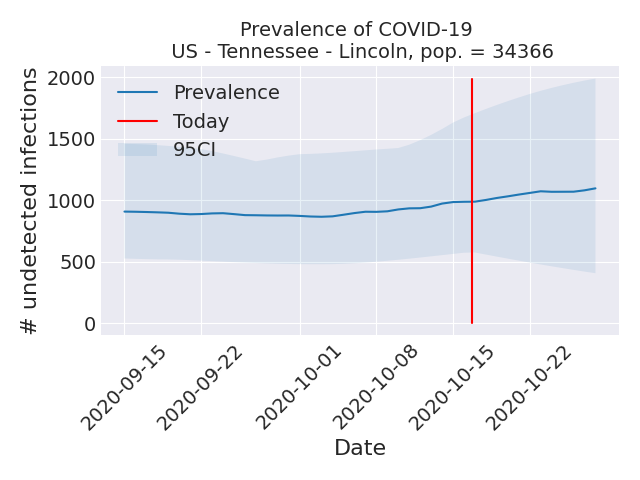 Prevalence of COVID-19
US - Tennessee - Lincoln, pop. = 34366
# undetected infections
2000
1500
1000
500
0
Prevalence
Today
95CI
2020-09-15
2020-09-22
2020-10-01
2020-10-08
2020-10-15
2020-10-22
Date